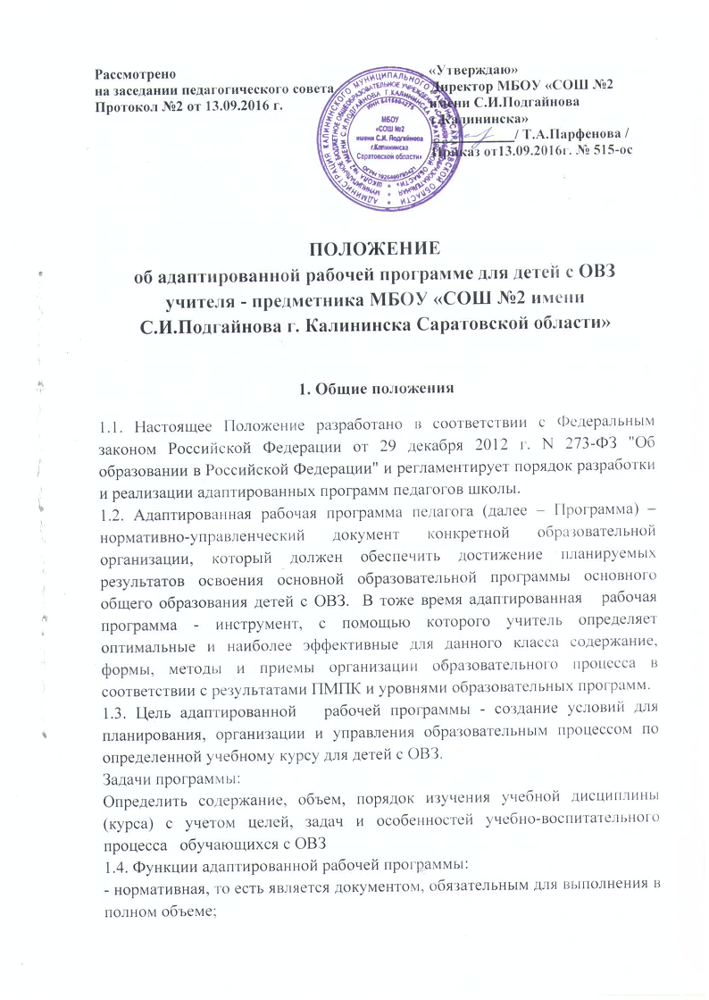 Рассмотрено
на заседании педагогического совета
Протокол №2 от 13.09.2016 г.
«Утверждаю»
Директор МБОУ «СОШ №2
имени С.И.Подгайнова
г.Калининска»
/ Т.А.Парфенова /
Приказ от13.09.2016г. № 515-ос
МБОУ
«СОШ №2
имени С.И. Подгайнова
г.Калининска
Саратовской области»
ПОЛОЖЕНИЕ
об адаптированной рабочей программе для детей с ОВЗ
учителя - предметника МБОУ «СОШ №2 имени
С.И.Подгайнова г. Калининска Саратовской области»
1. Общие положения
1.1. Настоящее Положение разработано в соответствии с Федеральным
законом Российской Федерации от 29 декабря 2012 г. N 273-ФЗ "Об
образовании в Российской Федерации" и регламентирует порядок разработки
и реализации адаптированных программ педагогов школы.
1.2. Адаптированная рабочая программа педагога (далее – Программа) –
нормативно-управленческий документ конкретной образовательной
организации, который должен обеспечить достижение планируемых
результатов освоения основной образовательной программы основного
общего образования детей с ОВЗ. В тоже время адаптированная рабочая
программа - инструмент, с помощью которого учитель определяет
оптимальные и наиболее эффективные для данного класса содержание,
формы, методы и приемы организации образовательного процесса в
соответствии с результатами ПМПК и уровнями образовательных программ.
1.3. Цель адаптированной рабочей программы - создание условий для
планирования, организации и управления образовательным процессом по
определенной учебному курсу для детей с ОВЗ.
Задачи программы:
Определить содержание, объем, порядок изучения учебной дисциплины
(курса) с учетом целей, задач и особенностей учебно-воспитательного
процесса обучающихся с ОВЗ
1.4. Функции адаптированной рабочей программы:
- нормативная, то есть является документом, обязательным для выполнения в
полном объеме;